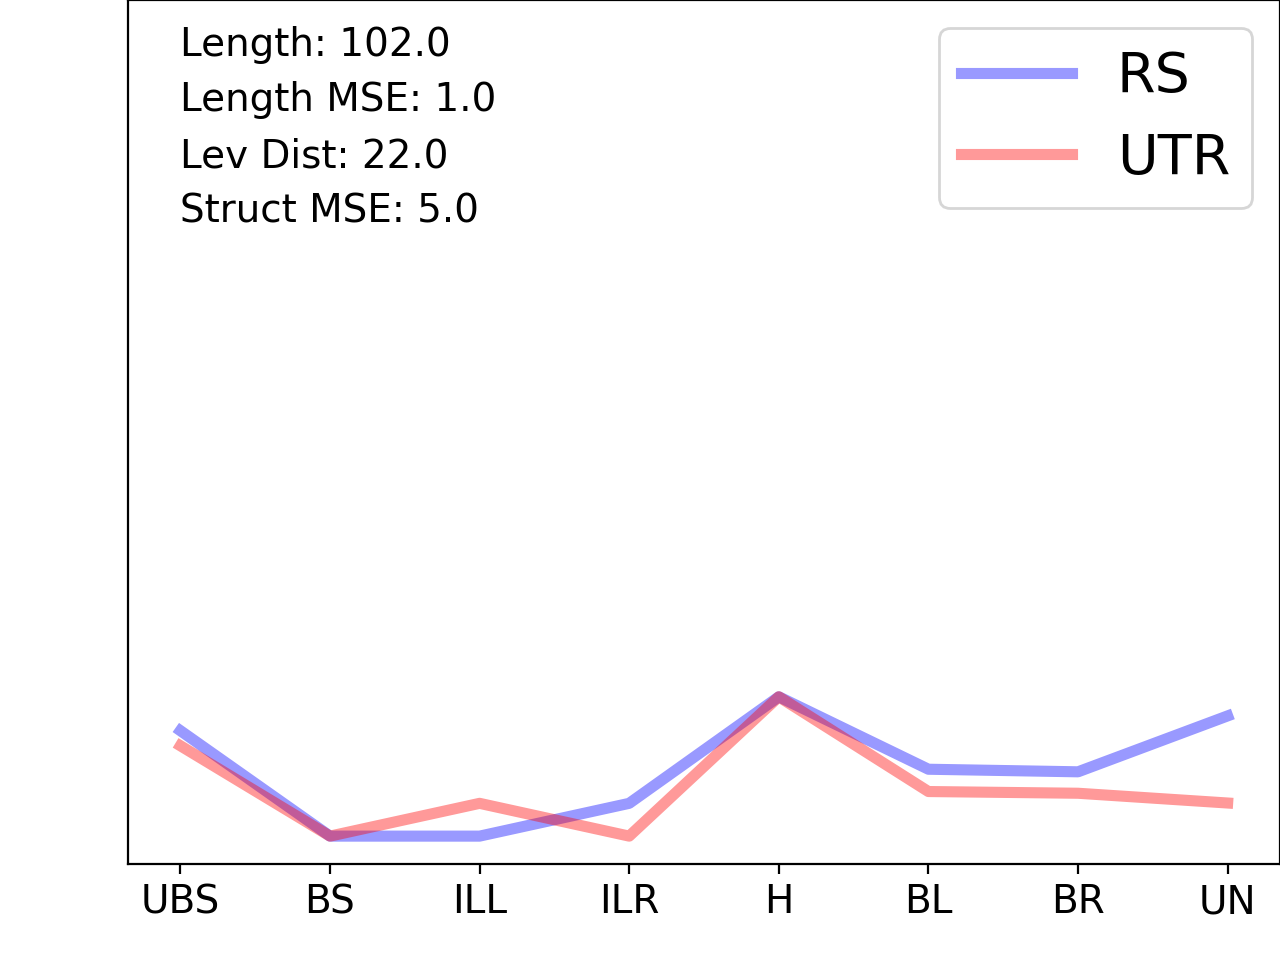 Length: 102.0
Length MSE: 1.0
Lev Dist: 22.0
Struct MSE: 5.0
RS
UTR
UBS BS ILL ILR H BL BR UN